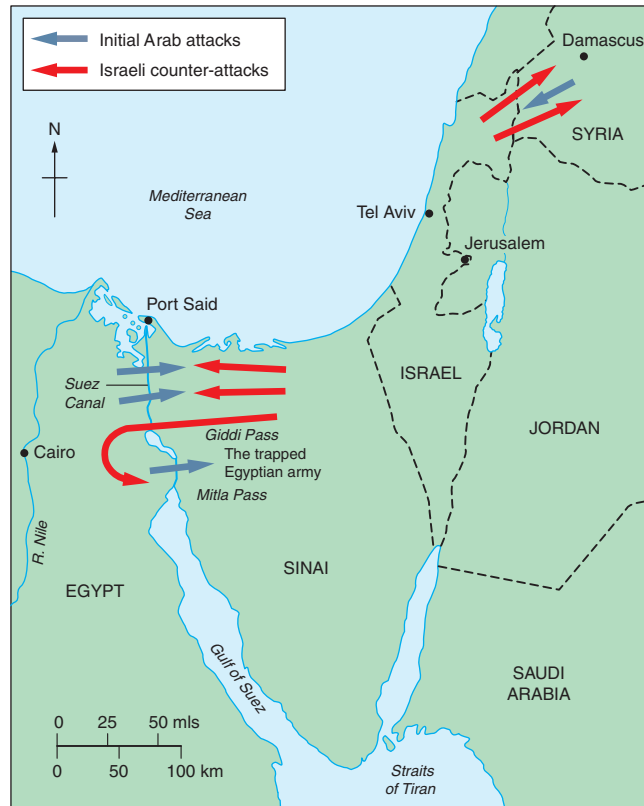 Initial Arab attacks
Israeli counter-attacks
N
Damascus
SYRIA
Mediterranean
Sea
Tel Aviv
Jerusalem
Port Said
Suez
Canal
ISRAEL
JORDAN
Giddi Pass
Cairo
The trapped
Egyptian army
Mitla Pass
R. Nile
SINAI
EGYPT
Gulf of Suez
SAUDI
ARABIA
0 25 50 mls
0 50 100 km
Straits
of Tiran